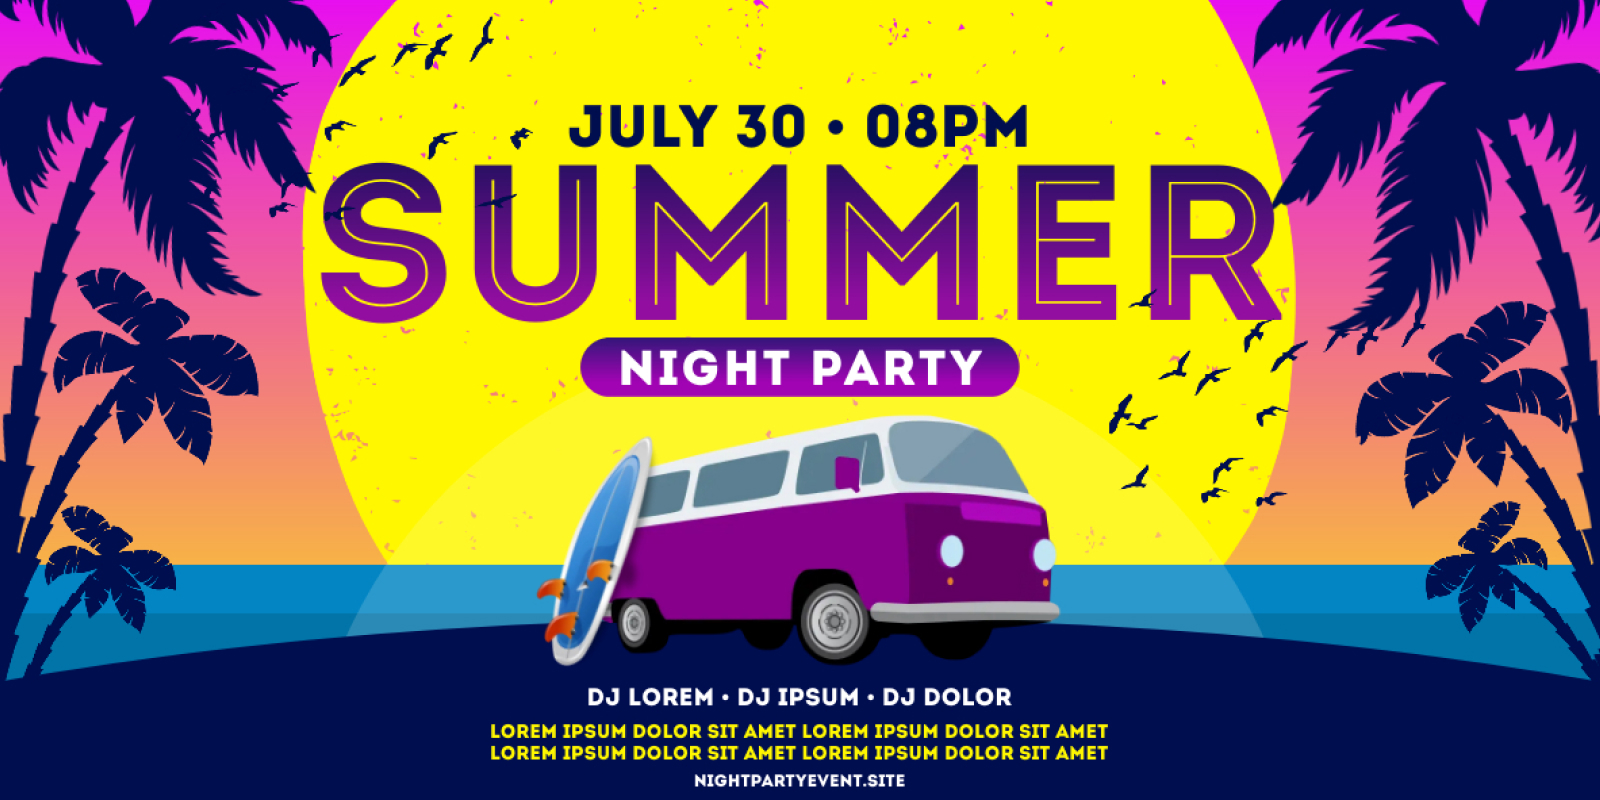 JULY 30 • 08PM
SUMMER
NIGHT PARTY
DJ LOREM • DJ IPSUM • DJ DOLOR
LOREM IPSUM DOLOR SIT AMET LOREM IPSUM DOLOR SIT AMET
LOREM IPSUM DOLOR SIT AMET LOREM IPSUM DOLOR SIT AMET
NIGHTPARTYEVENT.SITE